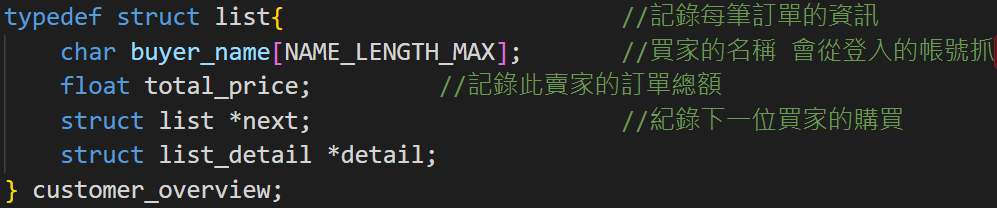 typedef struct list{ //記錄每筆訂單的資訊
char buyer_name[NAME_LENGTH_MAX]; //買家的名稱 會從登入的帳號抓
float total_price; //記錄此賣家的訂單總額
struct list *next; //紀錄下一位買家的購買
struct list_detail *detail;
} customer_overview;